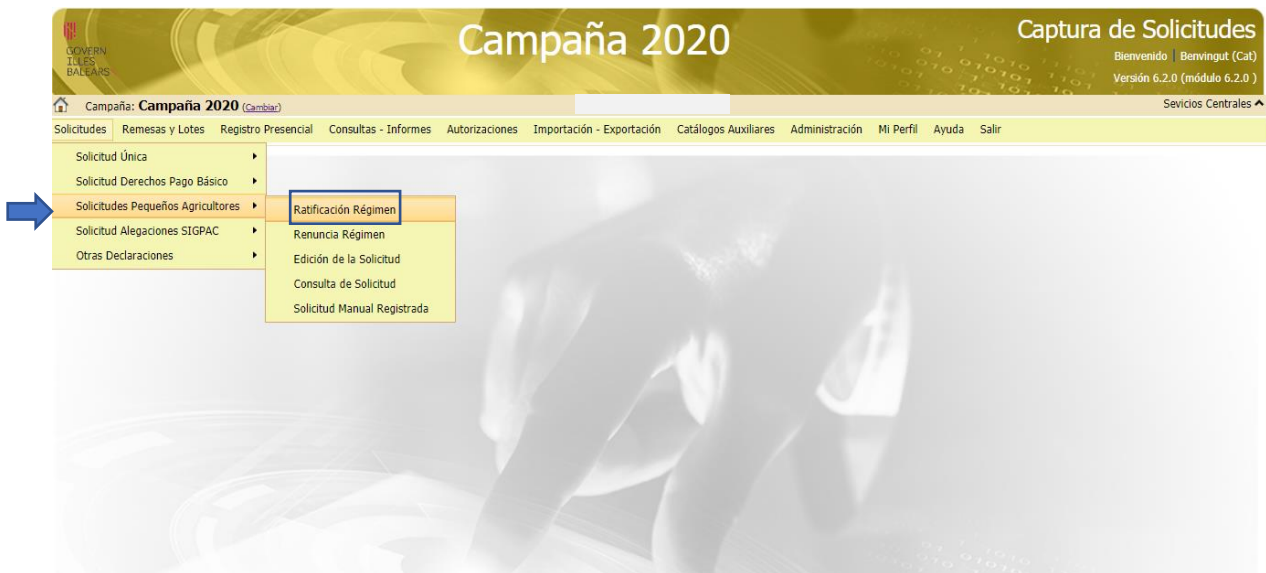 GOVERN
ILLES
BALEARS
Campaña 2020
Captura de Solicitudes
Bienvenido | Benvingut (Cat)
Versión 6.2.0 (módulo 6.2.0 )
Campaña: Campaña 2020 (Cambiar)
Sevicios Centrales
Solicitudes Remesas y Lotes Registro Presencial Consultas - Informes Autorizaciones Importación - Exportación Catálogos Auxiliares Administración Mi Perfil Ayuda Salir
Solicitud Única
Solicitud Derechos Pago Básico
Solicitudes Pequeños Agricultores
Solicitud Alegaciones SIGPAC
Otras Declaraciones
Ratificación Régimen
Renuncia Régimen
Edición de la Solicitud
Consulta de Solicitud
Solicitud Manual Registrada